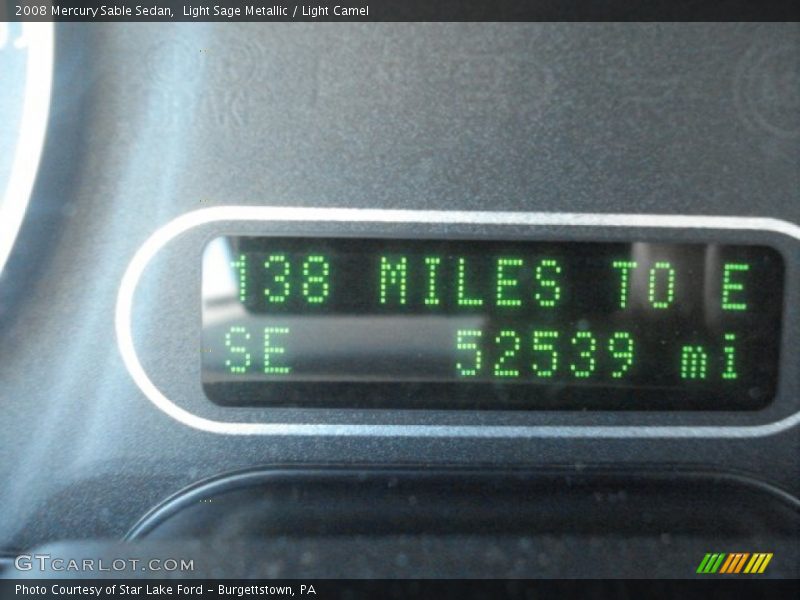 2008 Mercury Sable Sedan, Light Sage Metallic / Light Camel
138 MILES TO E
SE 52539 mi
GTCARLOT.COM
Photo Courtesy of Star Lake Ford - Burgettstown, PA